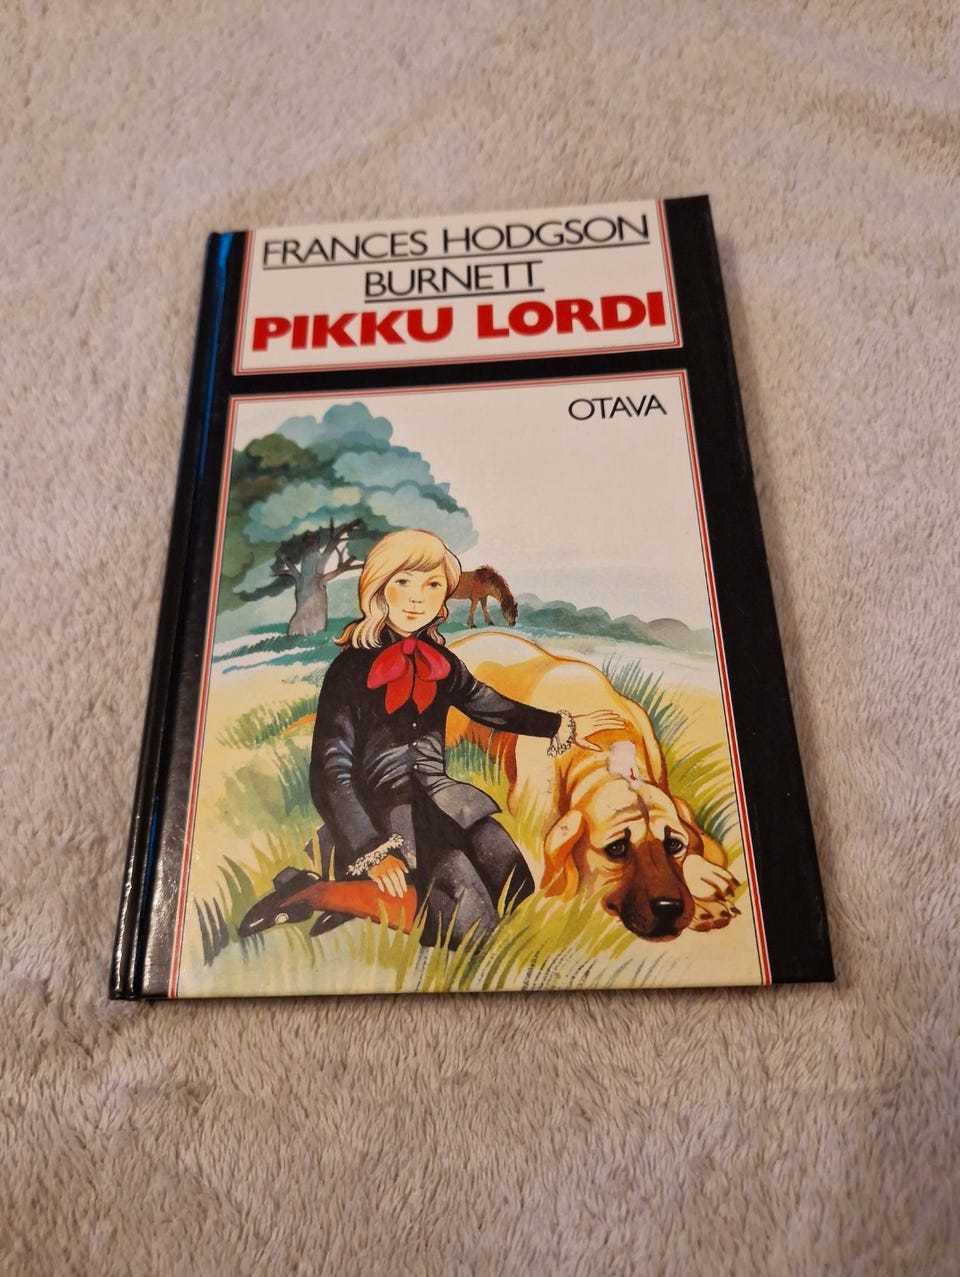 FRANCES HODGSON
BURNETT
PIKKU LORDI
OTAVA